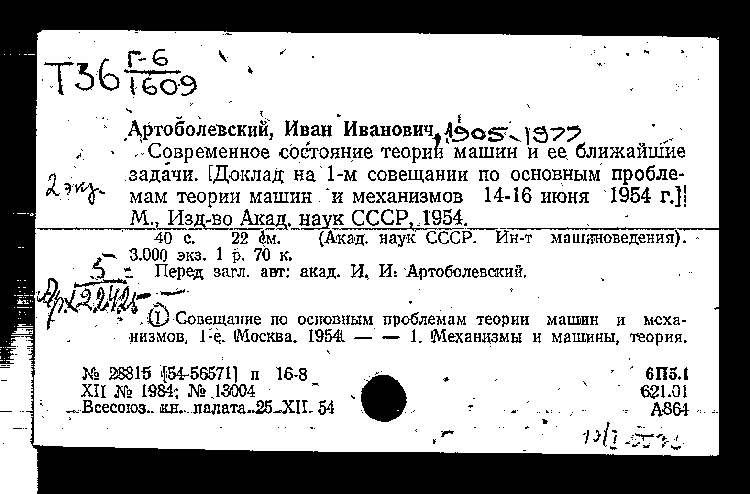 Т36 Г-6
1609
Артоболевский, Иван Иванович, 1905-1977
Современное состояние теории машин и ее ближайшие
2 экз.
задачи. [Доклад на 1-м совещании по основным пробле-
мам теории машин и механизмов 14-16 июня 1954 г.]
М., Изд-во Акад. наук СССР, 1954.
40 с. 22 см. (Акад. наук СССР. Ин-т машиноведения).
3.000 экз. 1 р. 70 к.
5
Перед загл. авт: акад. И. И. Артоболевский.
I Совещание по основным проблемам теории машин и меха-
низмов, 1-е. Москва. 1954. — — 1. Механизмы и машины, теория.
№ 28815 [54-56571] п 16-8 6П5.1
XII № 1984; № 13004 621.01
Всесоюз. кн. палата 25 XII 54 А864